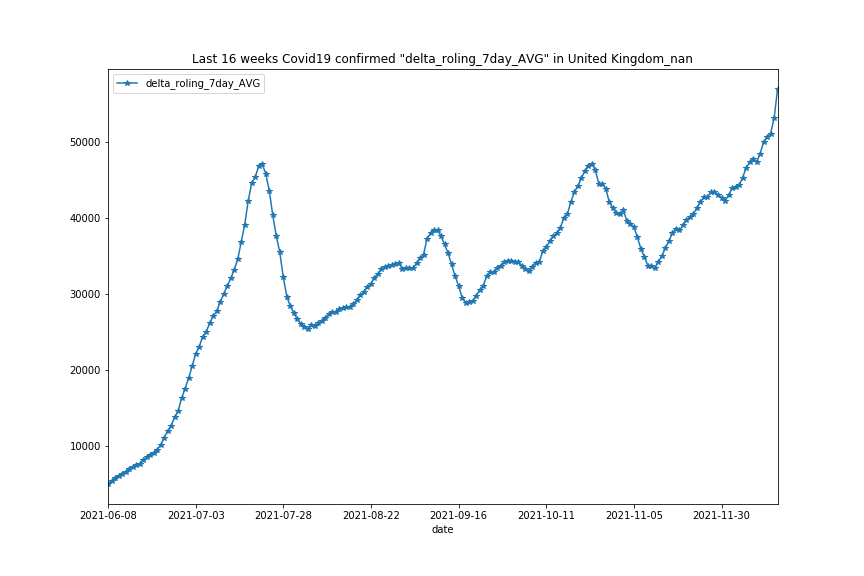 Last 16 weeks Covid19 confirmed "delta_roling_7day_AVG" in United Kingdom_nan
delta_roling_7day_AVG
50000
40000
30000
20000
10000
2021-06-08 2021-07-03 2021-07-28 2021-08-22 2021-09-16 2021-10-11 2021-11-05 2021-11-30
date